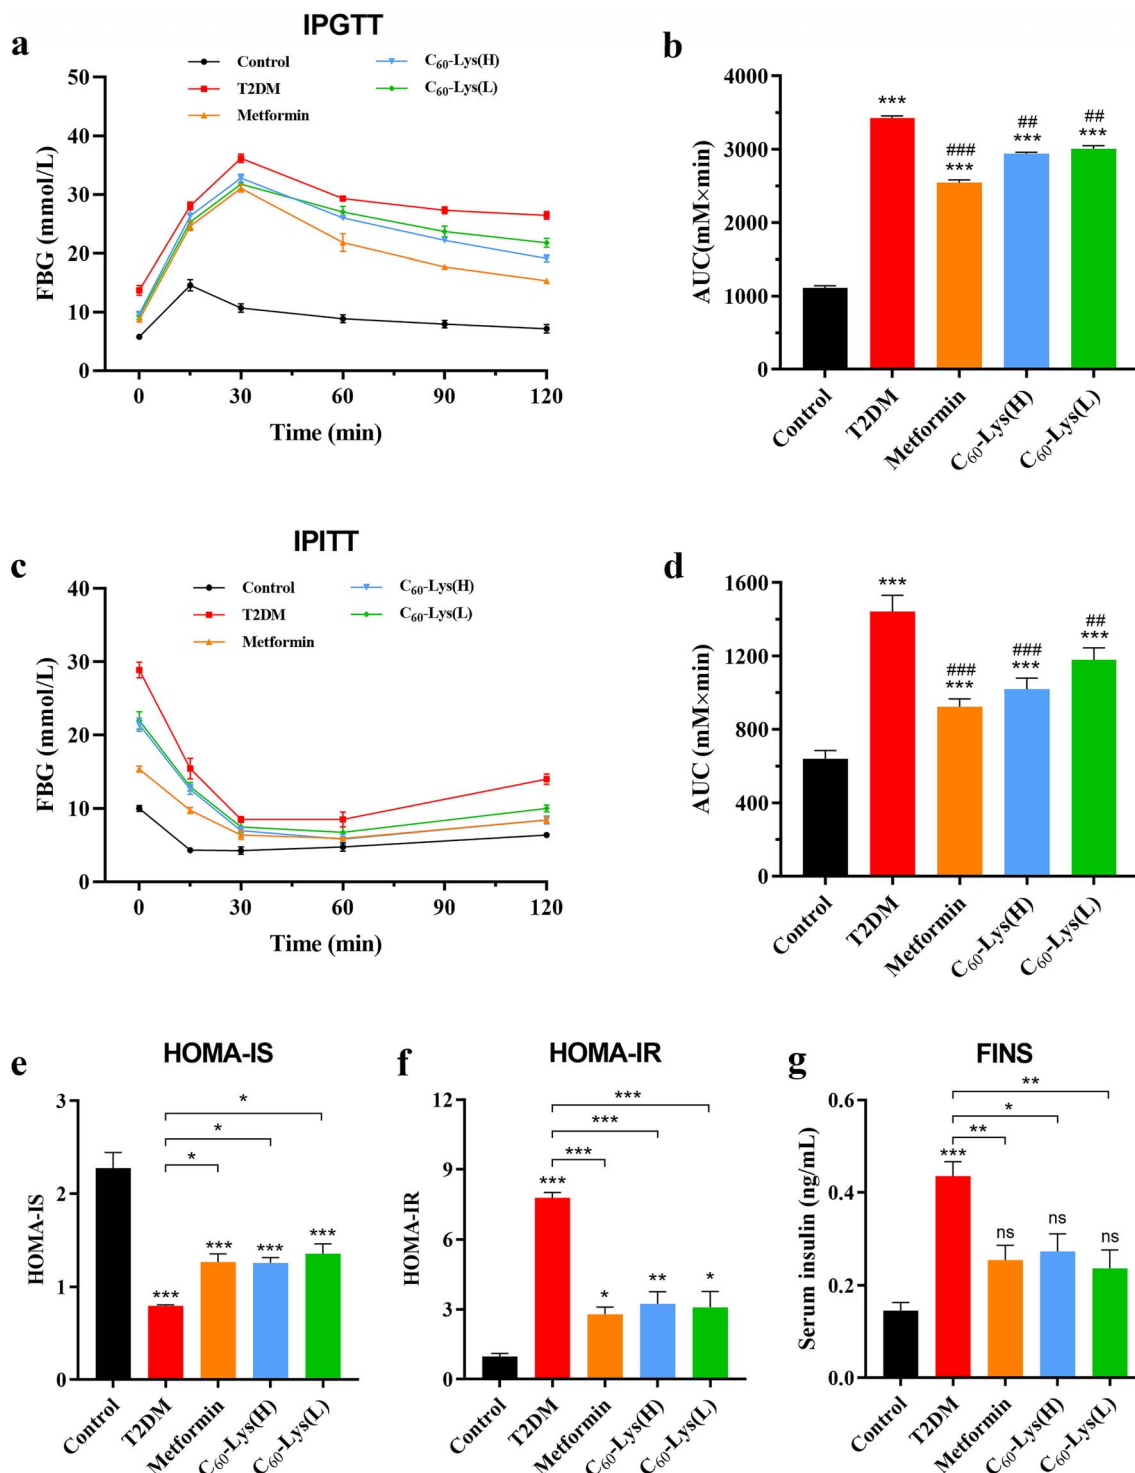 a
IPGTT
Control
T2DM
Metformin
C₆₀-Lys(H)
C₆₀-Lys(L)
FBG (mmol/L)
50
40
30
20
10
0
0 30 60 90 120
Time (min)
b
AUC(mM×min)
4000
3000
2000
1000
0
***
###
***
##
***
##
***
Control
T2DM
Metformin
C₆₀-Lys(H)
C₆₀-Lys(L)
c
IPITT
Control
T2DM
Metformin
C₆₀-Lys(H)
C₆₀-Lys(L)
FBG (mmol/L)
40
30
20
10
0
0 30 60 90 120
Time (min)
d
AUC (mM×min)
1600
1200
800
400
0
***
###
***
###
***
##
***
Control
T2DM
Metformin
C₆₀-Lys(H)
C₆₀-Lys(L)
e
HOMA-IS
HOMA-IS
3
2
1
0
*
*
*
***
***
***
***
Control
T2DM
Metformin
C₆₀-Lys(H)
C₆₀-Lys(L)
f
HOMA-IR
HOMA-IR
12
9
6
3
0
***
***
***
***
*
**
*
Control
T2DM
Metformin
C₆₀-Lys(H)
C₆₀-Lys(L)
g
FINS
Serum insulin (ng/mL)
0.6
0.4
0.2
0.0
**
*
**
***
ns
ns
ns
Control
T2DM
Metformin
C₆₀-Lys(H)
C₆₀-Lys(L)